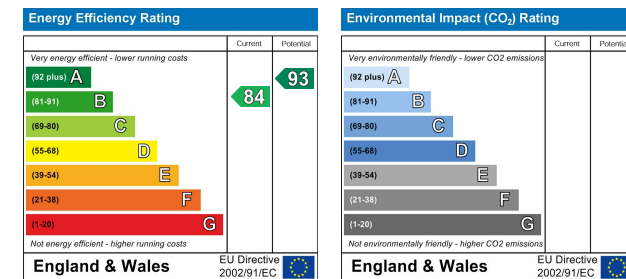 Energy Efficiency Rating
Current Potential
Very energy efficient - lower running costs
(92 plus) A
93
(81-91) B
84
(69-80) C
(55-68) D
(39-54) E
(21-38) F
(1-20) G
Not energy efficient - higher running costs
England & Wales
EU Directive
2002/91/EC
Environmental Impact (CO2) Rating
Current Potential
Very environmentally friendly - lower CO2 emissions
(92 plus) A
(81-91) B
(69-80) C
(55-68) D
(39-54) E
(21-38) F
(1-20) G
Not environmentally friendly - higher CO2 emissions
England & Wales
EU Directive
2002/91/EC